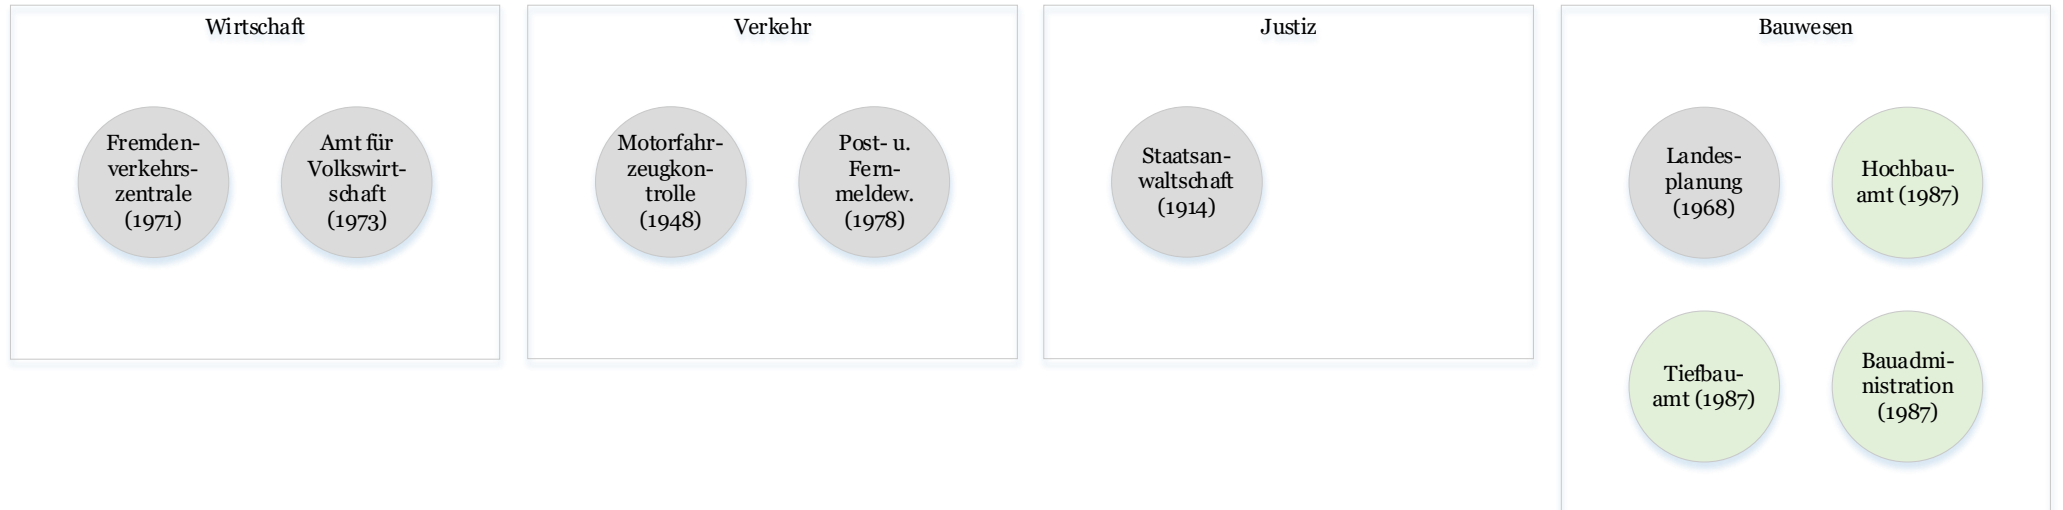 Wirtschaft
Fremden-
verkehrs-
zentrale
(1971)
Amt für
Volkswirt-
schaft
(1973)
Verkehr
Motorfahr-
zeugkon-
trolle
(1948)
Post- u.
Fern-
meldew.
(1978)
Justiz
Staatsan-
waltschaft
(1914)
Bauwesen
Landes-
planung
(1968)
Hochbau-
amt (1987)
Tiefbau-
amt (1987)
Bauadmi-
nistration
(1987)